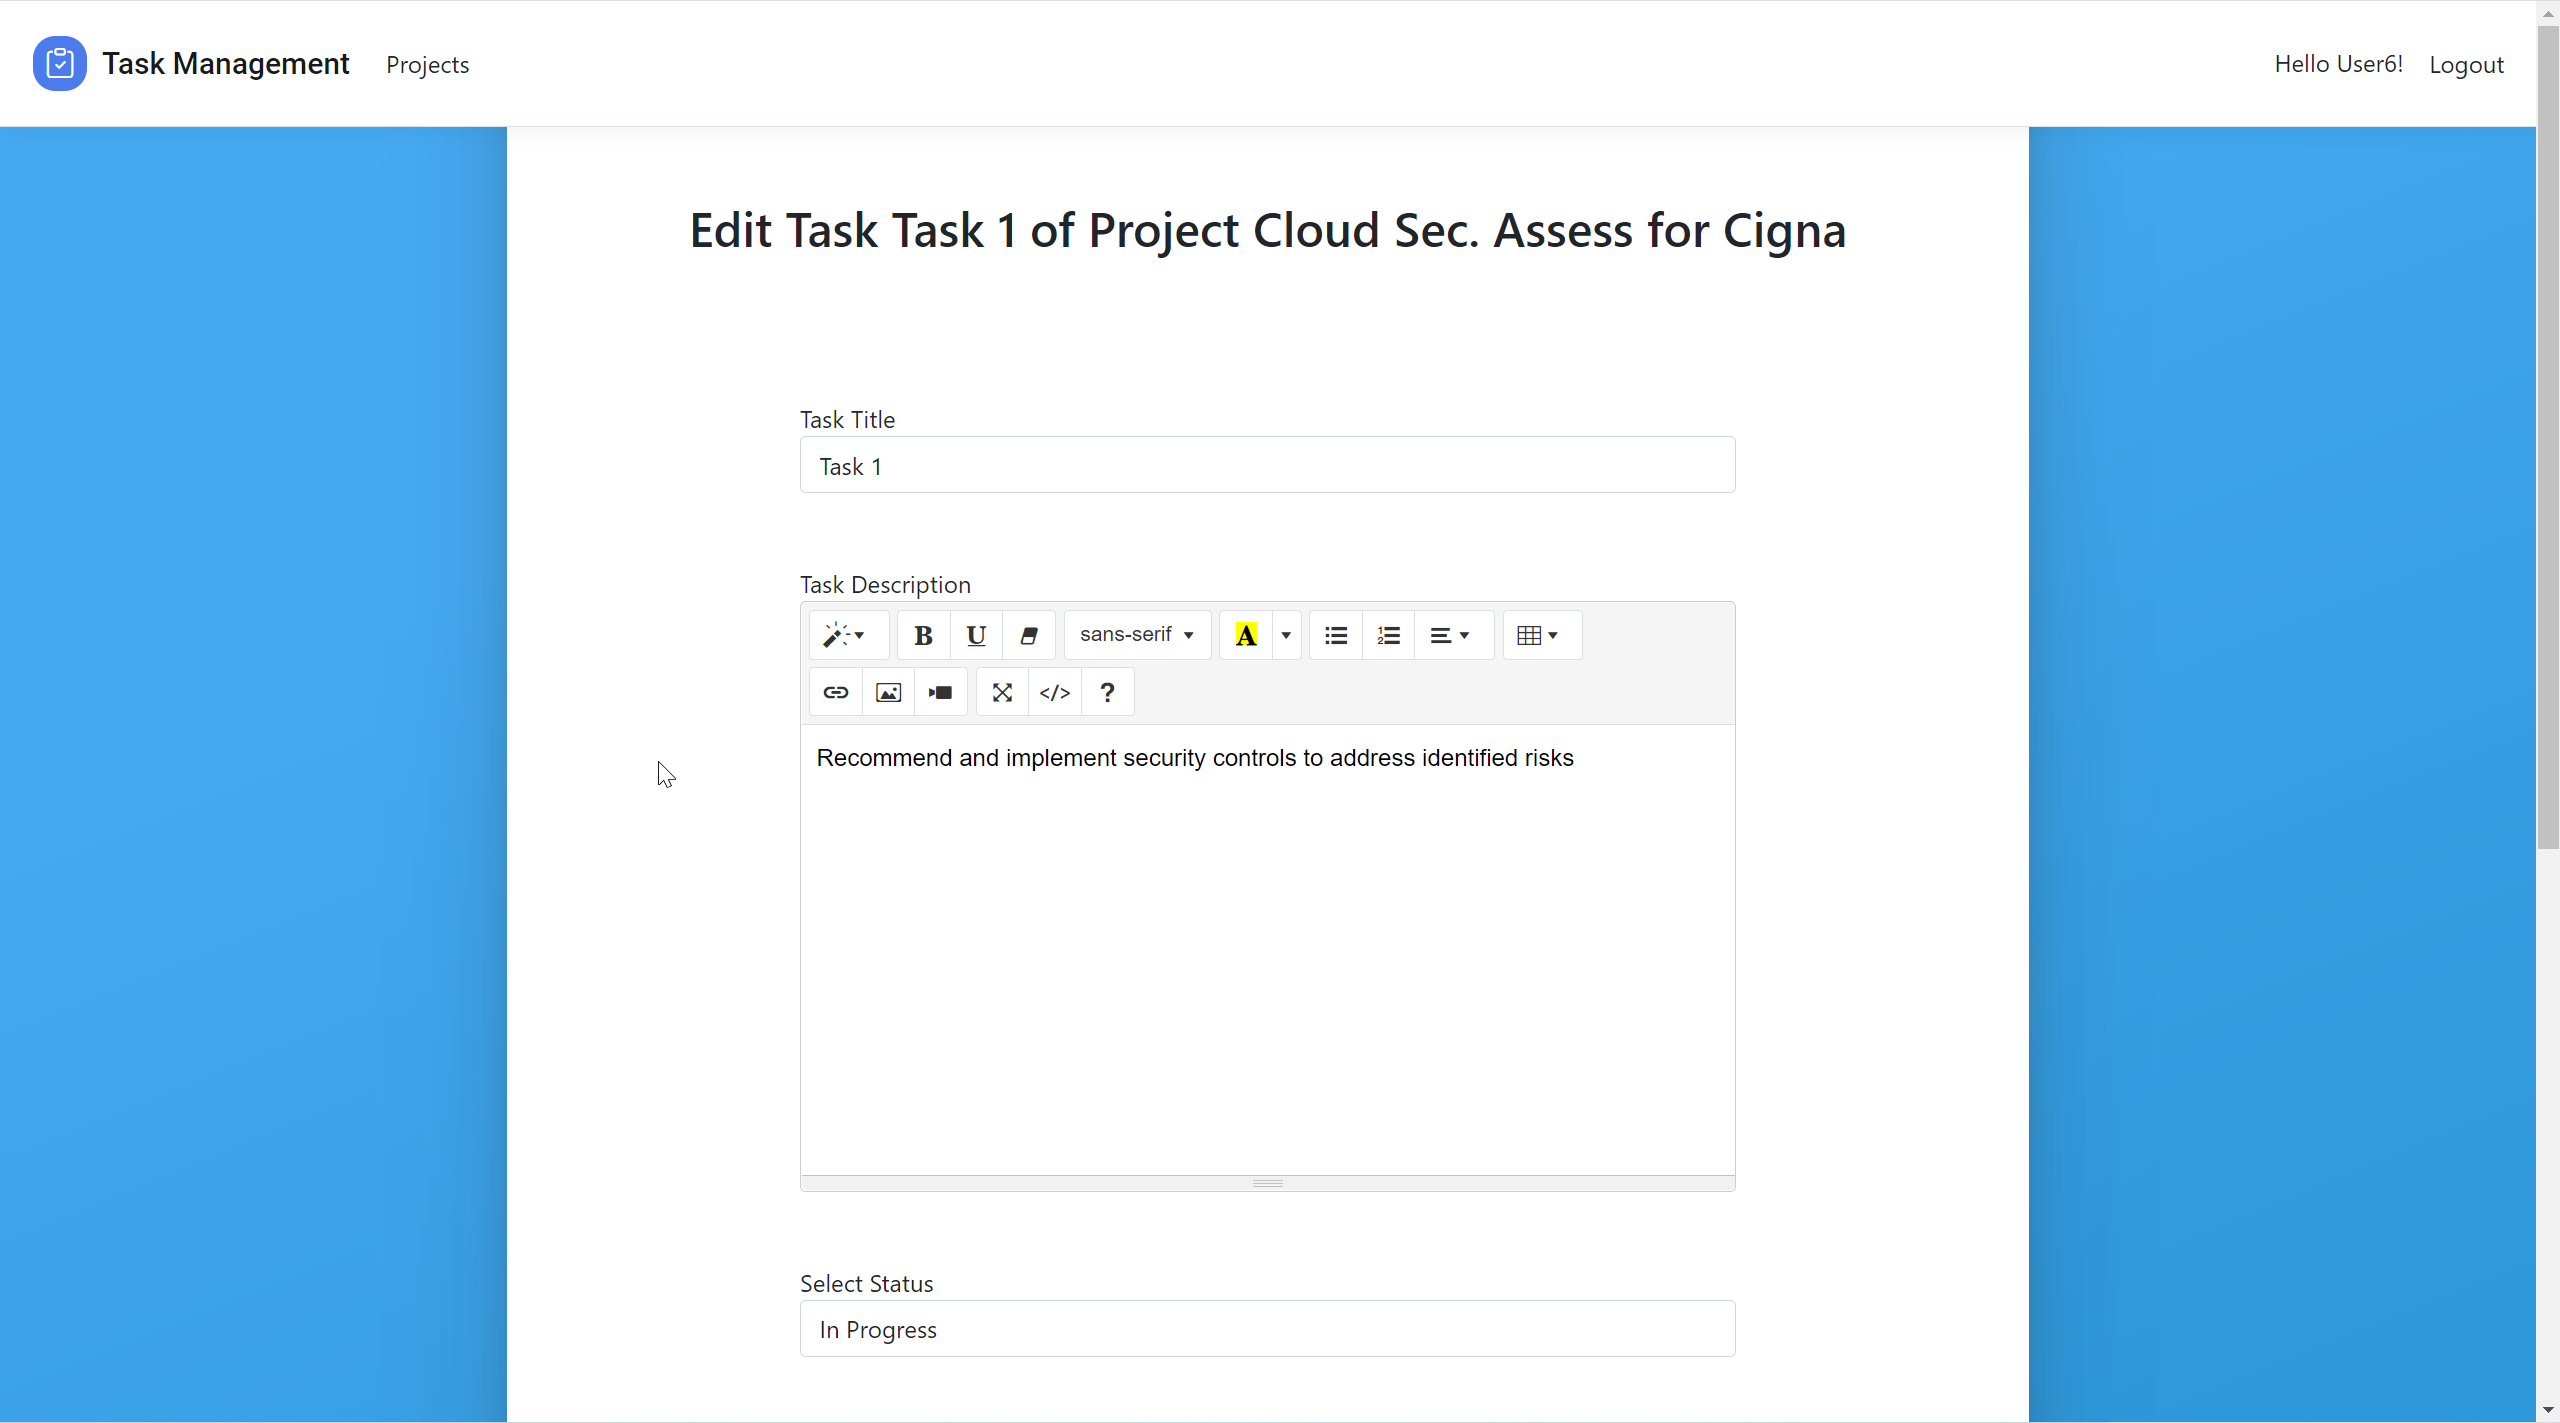 Task Management Projects Hello User6! Logout
Edit Task Task 1 of Project Cloud Sec. Assess for Cigna
Task Title
Task 1
Task Description
B U sans-serif A
</> ?
Recommend and implement security controls to address identified risks
Select Status
In Progress